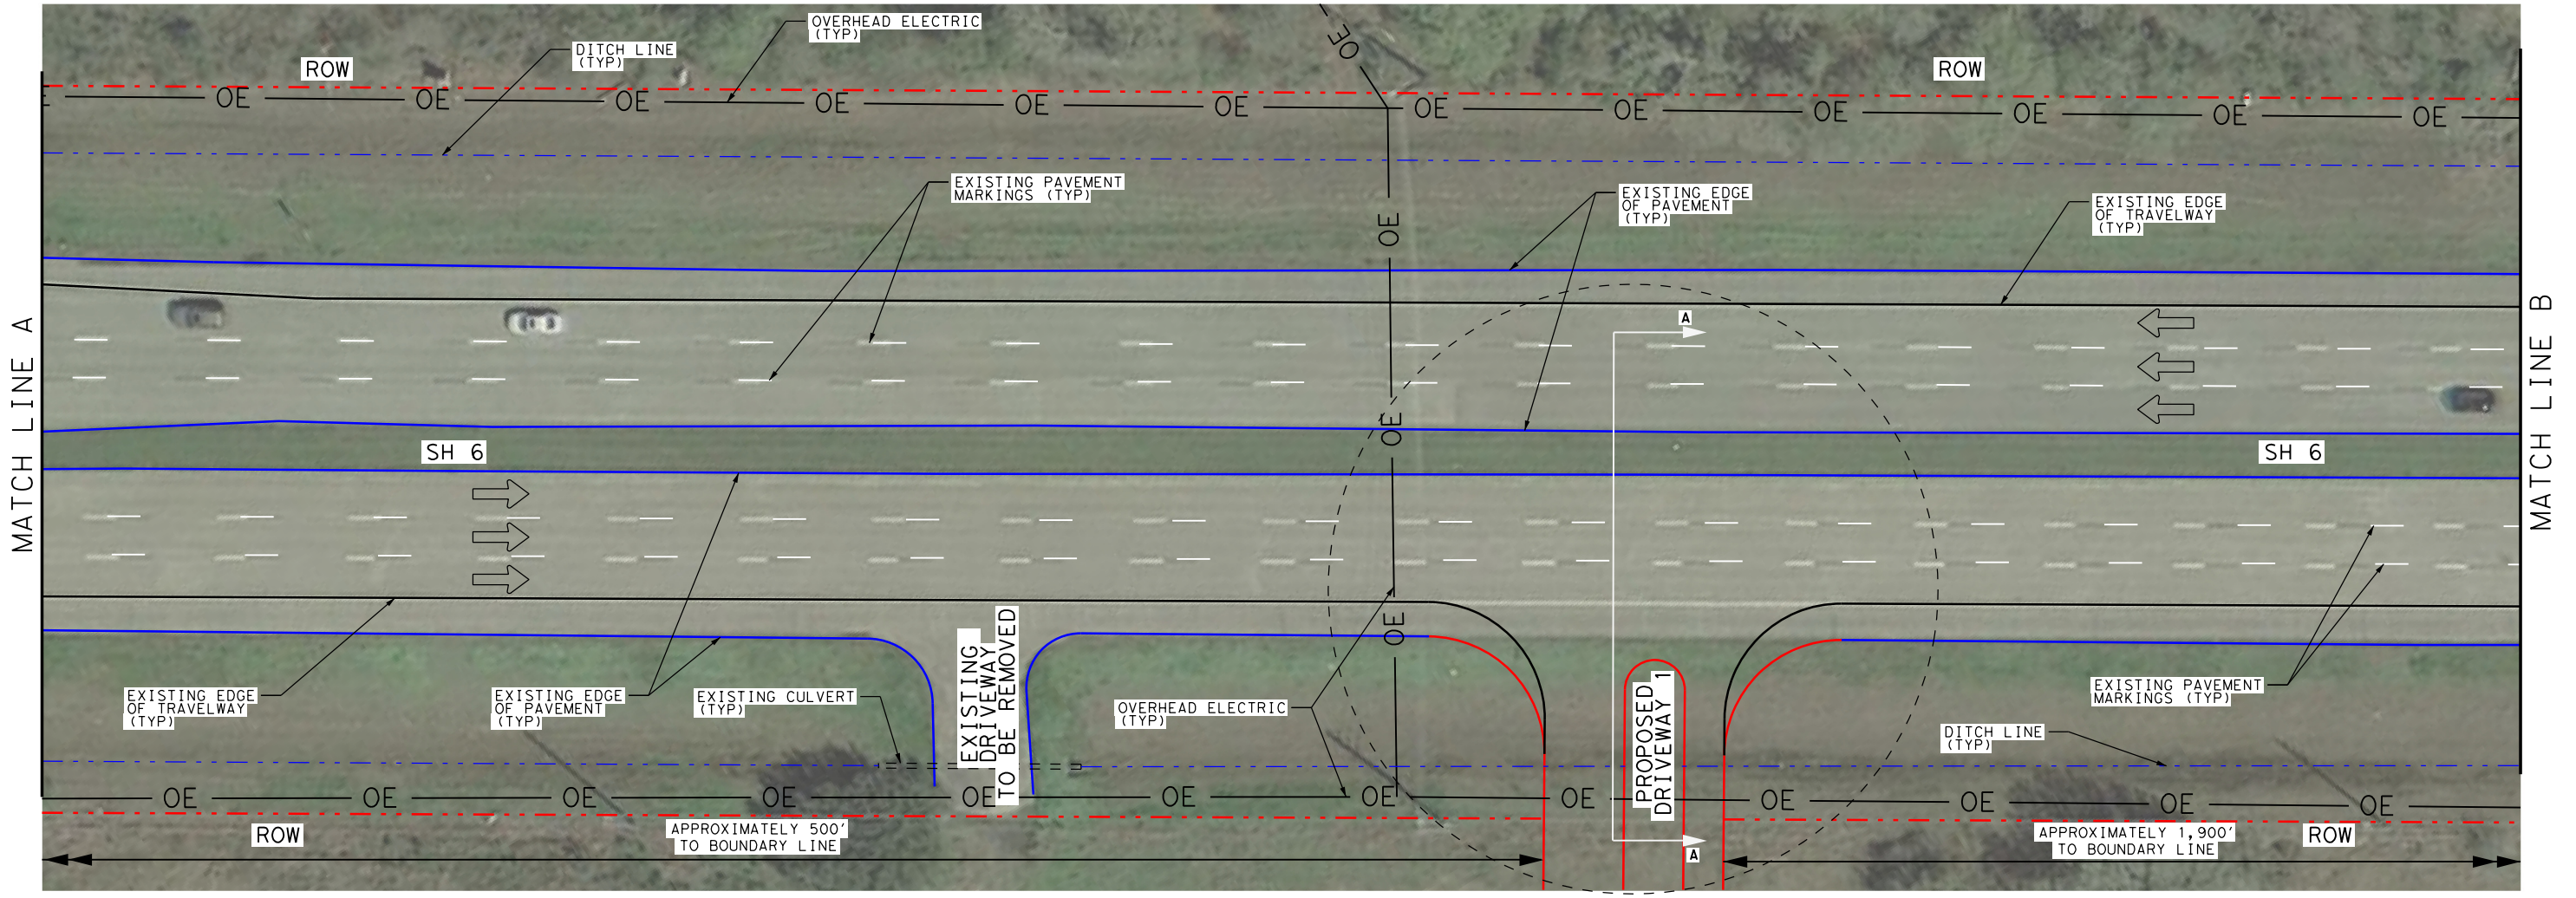 OVERHEAD ELECTRIC
(TYP)
DITCH LINE
(TYP)
ROW
ROW
OE
OE OE OE OE OE OE OE OE OE OE OE OE
EXISTING PAVEMENT
MARKINGS (TYP)
EXISTING EDGE
OF PAVEMENT
(TYP)
EXISTING EDGE
OF TRAVELWAY
(TYP)
OE
A
MATCH LINE A
MATCH LINE B
OE
SH 6
SH 6
OE
EXISTING
DRIVEWAY
TO BE REMOVED
EXISTING EDGE
OF TRAVELWAY
(TYP)
EXISTING EDGE
OF PAVEMENT
(TYP)
EXISTING CULVERT
(TYP)
OVERHEAD ELECTRIC
(TYP)
PROPOSED
DRIVEWAY 1
EXISTING PAVEMENT
MARKINGS (TYP)
DITCH LINE
(TYP)
OE OE OE OE OE OE OE OE OE OE OE OE
ROW
APPROXIMATELY 500'
TO BOUNDARY LINE
A
APPROXIMATELY 1,900'
TO BOUNDARY LINE
ROW